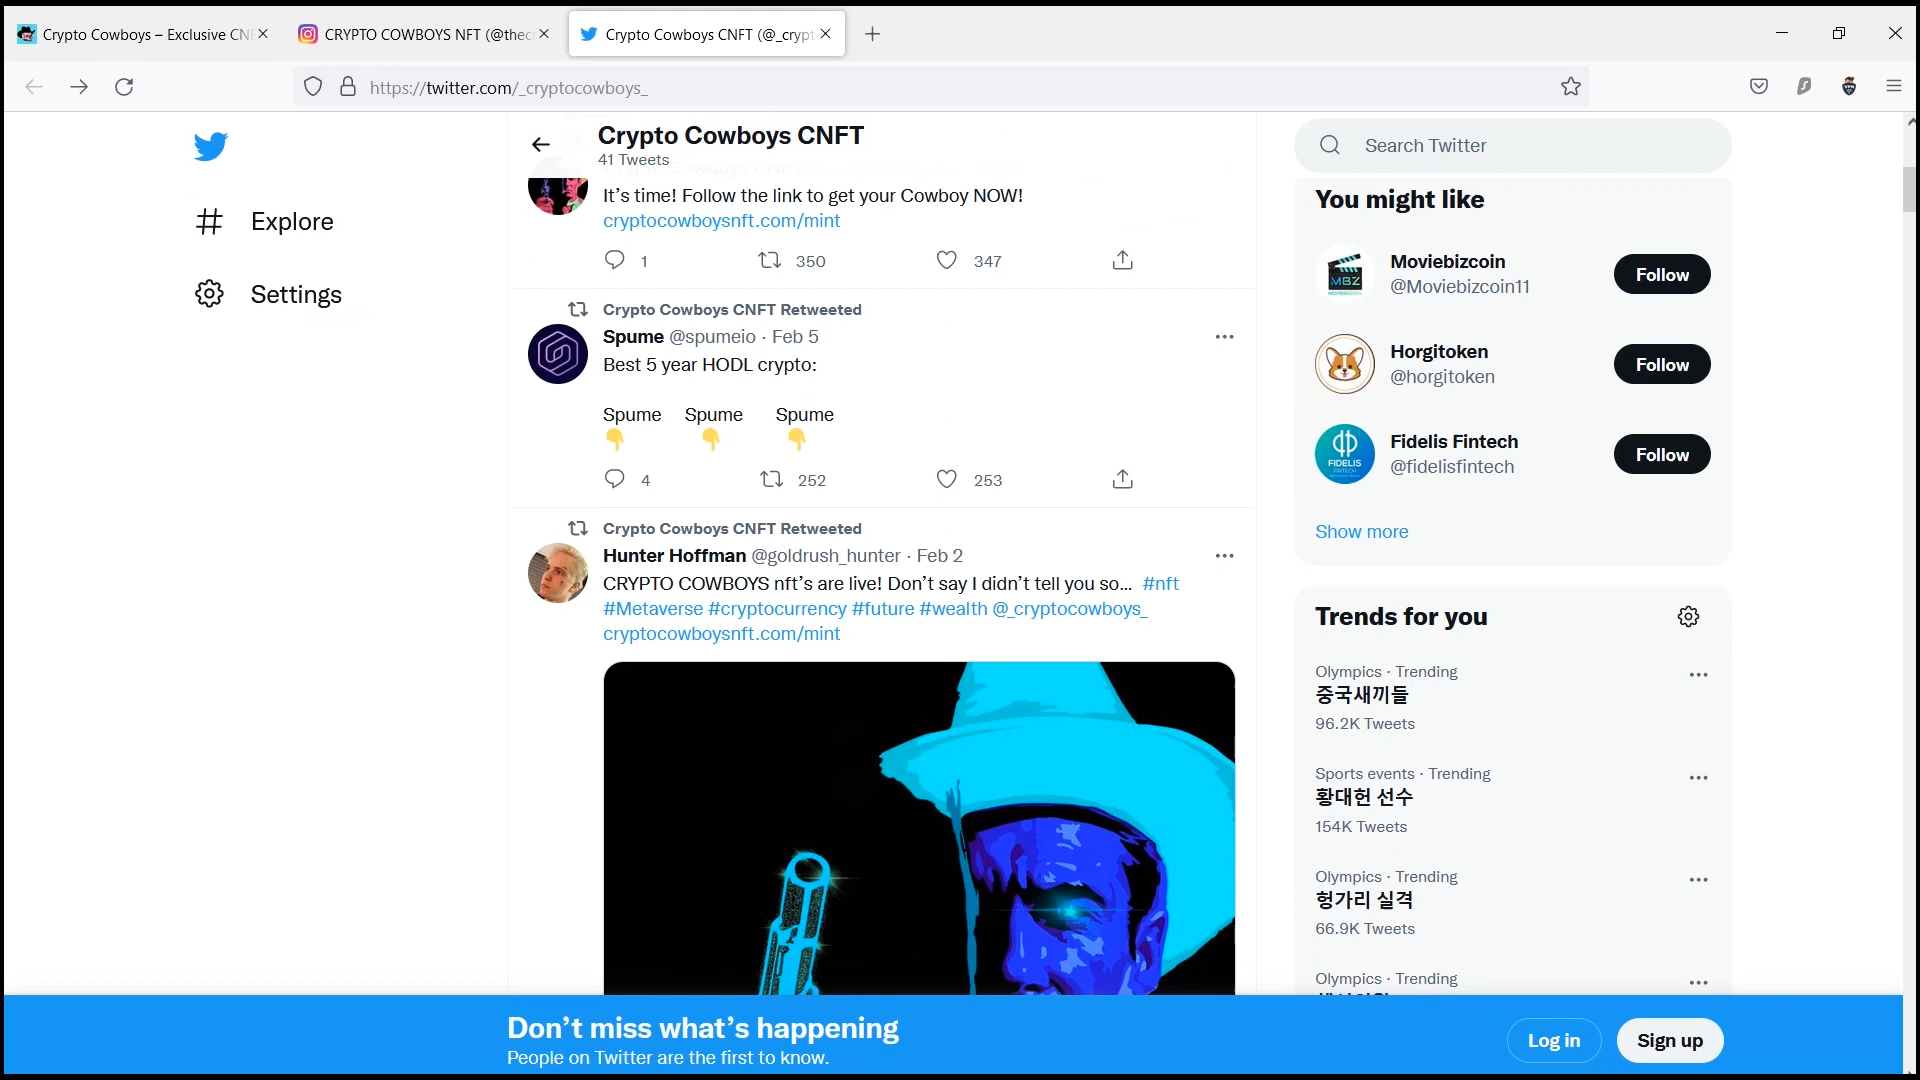 Crypto Cowboys – Exclusive CNF
CRYPTO COWBOYS NFT (@thecr
Crypto Cowboys CNFT (@_crypt
https://twitter.com/_cryptocowboys_
Explore
Settings
Crypto Cowboys CNFT
41 Tweets
It's time! Follow the link to get your Cowboy NOW!
cryptocowboysnft.com/mint
1 350 347
Crypto Cowboys CNFT Retweeted
Spume @spumeio · Feb 5
Best 5 year HODL crypto:
Spume Spume Spume
4 252 253
Crypto Cowboys CNFT Retweeted
Hunter Hoffman @goldrush_hunter · Feb 2
CRYPTO COWBOYS nft's are live! Don't say I didn't tell you so... #nft
#Metaverse #cryptocurrency #future #wealth @_cryptocowboys_
cryptocowboysnft.com/mint
Search Twitter
You might like
MBZ
Moviebizcoin
@Moviebizcoin11
Follow
Horgitoken
@horgitoken
Follow
FIDELIS
FINTECH
Fidelis Fintech
@fidelisfintech
Follow
Show more
Trends for you
Olympics · Trending
중국새끼들
96.2K Tweets
Sports events · Trending
황대헌 선수
154K Tweets
Olympics · Trending
헝가리 실격
66.9K Tweets
Olympics · Trending
Don't miss what's happening
People on Twitter are the first to know.
Log in
Sign up